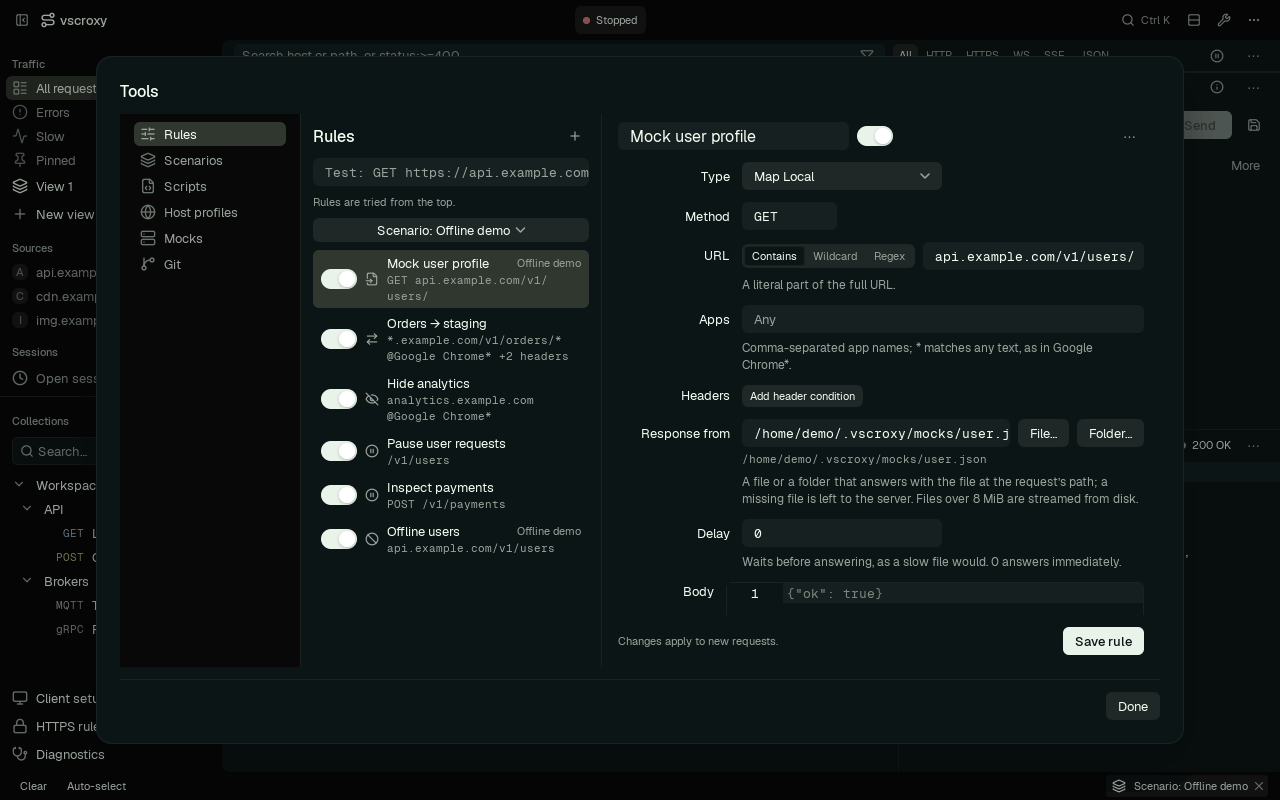 vscroxy
Stopped
Ctrl K
Search host or path, or status:>=400
All HTTP HTTPS WS SSE JSON
Traffic
All request
Errors
Slow
Pinned
View 1
New view
Sources
A api.examp
C cdn.examp
I img.examp
Sessions
Open sess
Collections
Search...
Workspac
API
GET
POST
Brokers
MQTT
gRPC
Client setu
HTTPS rule
Diagnostics
Clear Auto-select
Tools
Rules
Scenarios
Scripts
Host profiles
Mocks
Git
Rules
Test: GET https://api.example.com
Rules are tried from the top.
Scenario: Offline demo
Mock user profile Offline demo
GET api.example.com/v1/
users/
Orders → staging
*.example.com/v1/orders/*
@Google Chrome* +2 headers
Hide analytics
analytics.example.com
@Google Chrome*
Pause user requests
/v1/users
Inspect payments
POST /v1/payments
Offline users Offline demo
api.example.com/v1/users
Mock user profile
Type Map Local
Method GET
URL Contains Wildcard Regex api.example.com/v1/users/
A literal part of the full URL.
Apps Any
Comma-separated app names; * matches any text, as in Google
Chrome*.
Headers Add header condition
Response from /home/demo/.vscroxy/mocks/user.j File... Folder...
/home/demo/.vscroxy/mocks/user.json
A file or a folder that answers with the file at the request's path; a
missing file is left to the server. Files over 8 MiB are streamed from disk.
Delay 0
Waits before answering, as a slow file would. 0 answers immediately.
Body 1 {"ok": true}
Changes apply to new requests.
Save rule
Done
Send
More
200 OK
Scenario: Offline demo